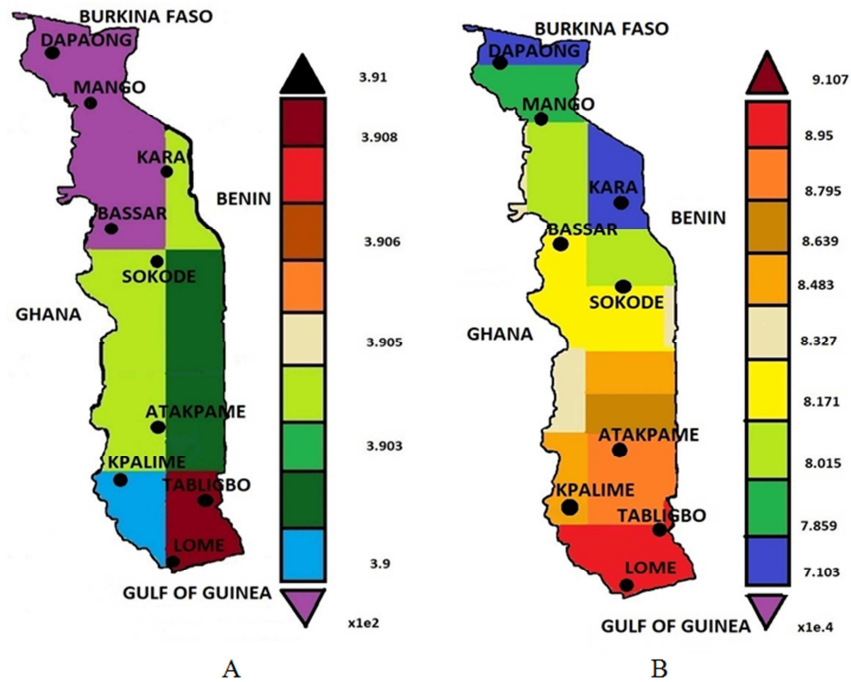 BURKINA FASO
DAPAONG
MANGO
KARA
BENIN
BASSAR
SOKODE
GHANA
ATAKPAME
KPALIME
TABLIGBO
LOME
GULF OF GUINEA
3.91
3.908
3.906
3.905
3.903
3.9
x1e2
A
BURKINA FASO
DAPAONG
MANGO
KARA
BENIN
BASSAR
SOKODE
GHANA
ATAKPAME
KPALIME
TABLIGBO
LOME
GULF OF GUINEA
9.107
8.95
8.795
8.639
8.483
8.327
8.171
8.015
7.859
7.103
x1e.4
B